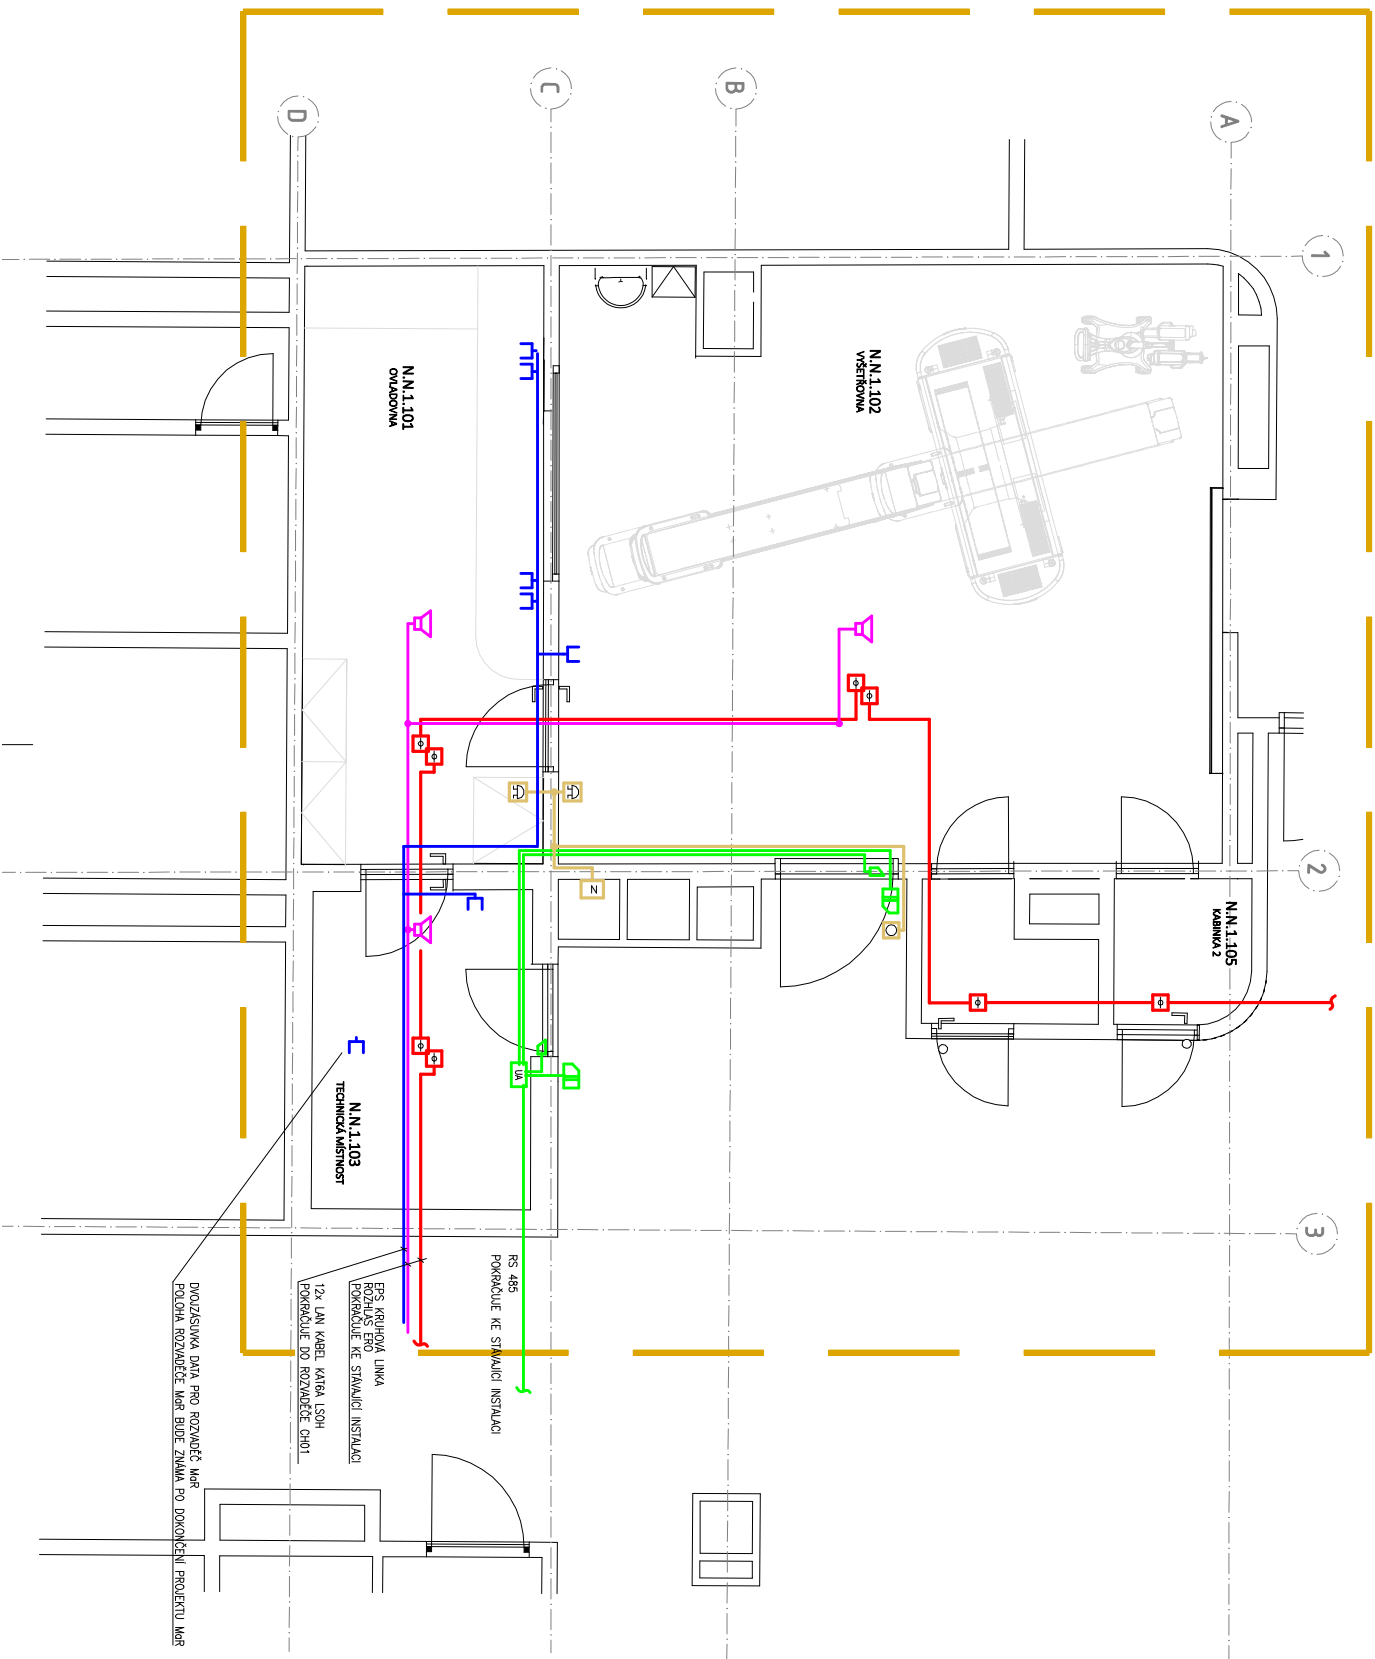 A
B
C
D
1
2
3
N.N.1.102
VYŠETŘOVNA
N.N.1.101
OVLADOVNA
N.N.1.105
KABINKA 2
N.N.1.103
TECHNICKÁ MÍSTNOST
N
UA
RS 485
POKRAČUJE KE STÁVAJÍCÍ INSTALACI
EPS KRUHOVÁ LINKA
ROZHLAS ERO
POKRAČUJE KE STÁVAJÍCÍ INSTALACI
12x LAN KABEL KAT6A LSOH
POKRAČUJE DO ROZVADĚČE CH01
DVOJZÁSUVKA DATA PRO ROZVADĚČ MaR
POLOHA ROZVADĚČE MaR BUDE ZNÁMA PO DOKONČENÍ PROJEKTU MaR